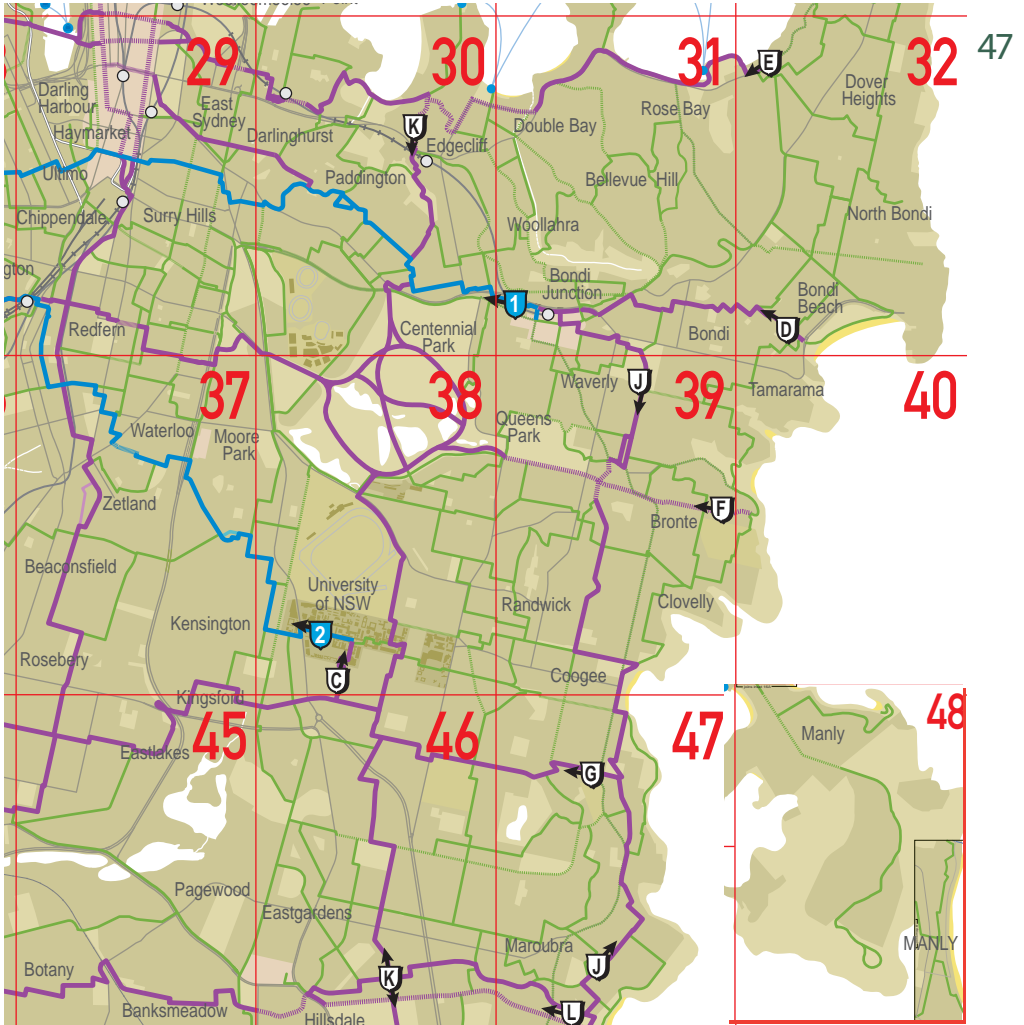 29
30
31
32
47
E
Darling
Harbour
East
Sydney
Haymarket
Darlinghurst
K
Edgecliff
Double Bay
Rose Bay
Dover
Heights
Ultimo
Paddington
Bellevue Hill
Chippendale
Surry Hills
Woollahra
North Bondi
gton
Bondi
Junction
1
Bondi
Beach
Redfern
Centennial
Park
Bondi
D
37
38
39
40
Waverly
J
Tamarama
Waterloo
Moore
Park
Queens
Park
Zetland
F
Bronte
Beaconsfield
University
of NSW
Randwick
Clovelly
Kensington
2
Rosebery
C
Coogee
Kingsford
45
46
47
48
Manly
Eastlakes
G
Pagewood
Eastgardens
Maroubra
J
MANLY
Botany
K
Banksmeadow
Hillsdale
L